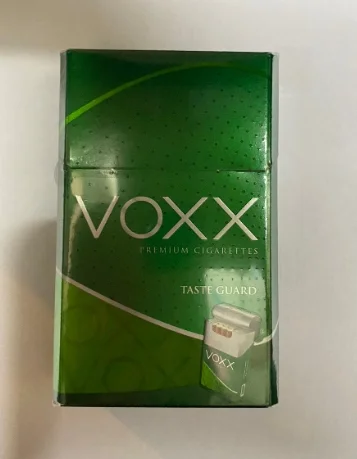 VOXX
PREMIUM CIGARETTES
TASTE GUARD
VOXX